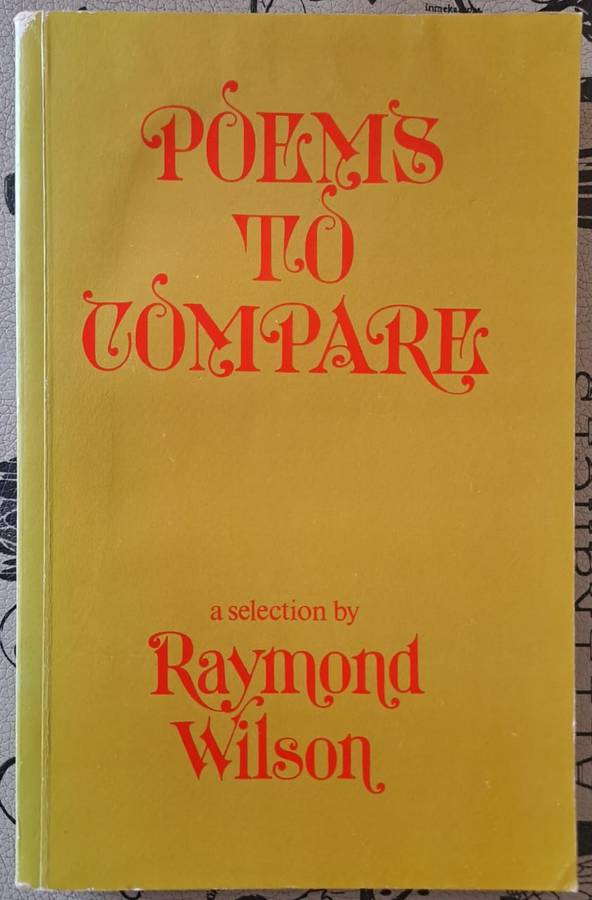 POEMS
TO
COMPARE
a selection by
Raymond
Wilson